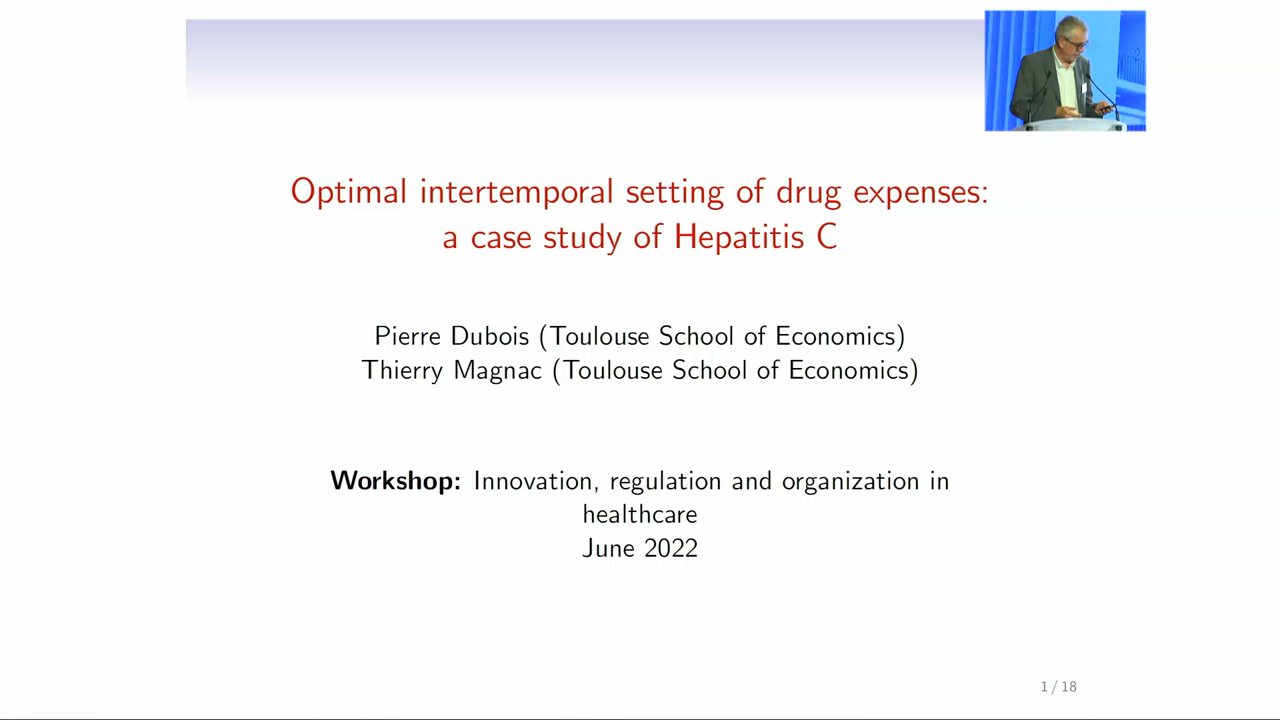 Optimal intertemporal setting of drug expenses:
a case study of Hepatitis C
Pierre Dubois (Toulouse School of Economics)
Thierry Magnac (Toulouse School of Economics)
Workshop: Innovation, regulation and organization in
healthcare
June 2022
1 / 18